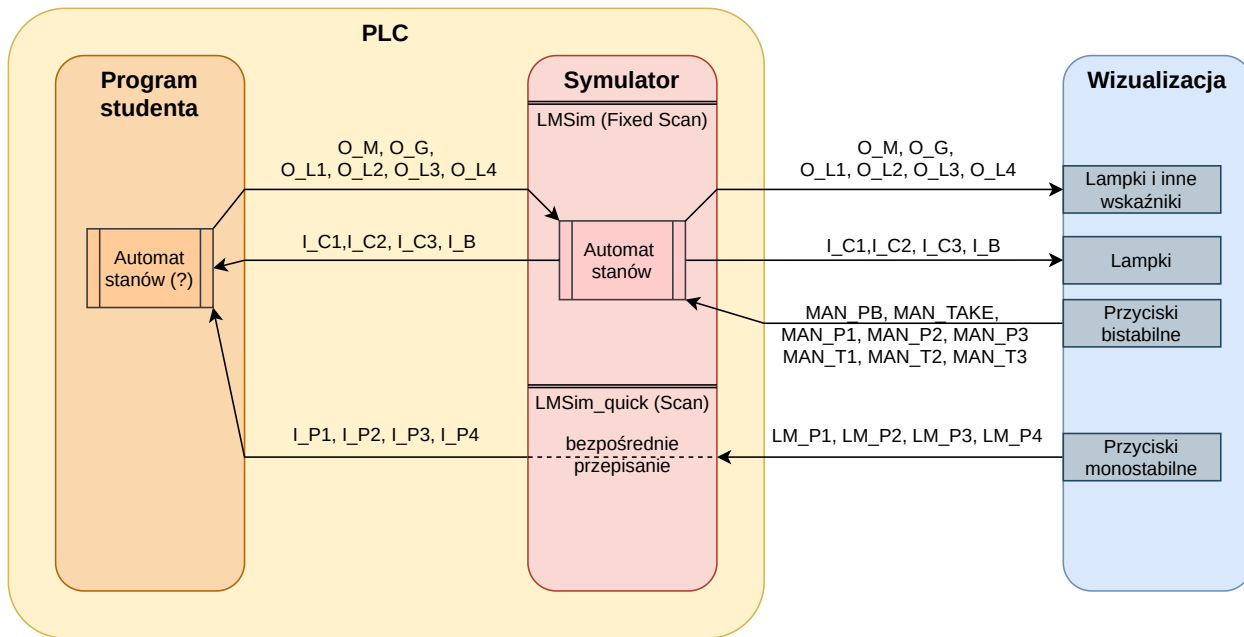 PLC
Program
studenta
Symulator
Wizualizacja
LMSim (Fixed Scan)
O_M, O_G,
O_L1, O_L2, O_L3, O_L4
O_M, O_G,
O_L1, O_L2, O_L3, O_L4
Lampki i inne
wskaźniki
Automat
stanów (?)
I_C1,I_C2, I_C3, I_B
Automat
stanów
I_C1,I_C2, I_C3, I_B
Lampki
MAN_PB, MAN_TAKE,
MAN_P1, MAN_P2, MAN_P3
MAN_T1, MAN_T2, MAN_T3
Przyciski
bistabilne
LMSim_quick (Scan)
I_P1, I_P2, I_P3, I_P4
bezpośrednie
przepisanie
LM_P1, LM_P2, LM_P3, LM_P4
Przyciski
monostabilne